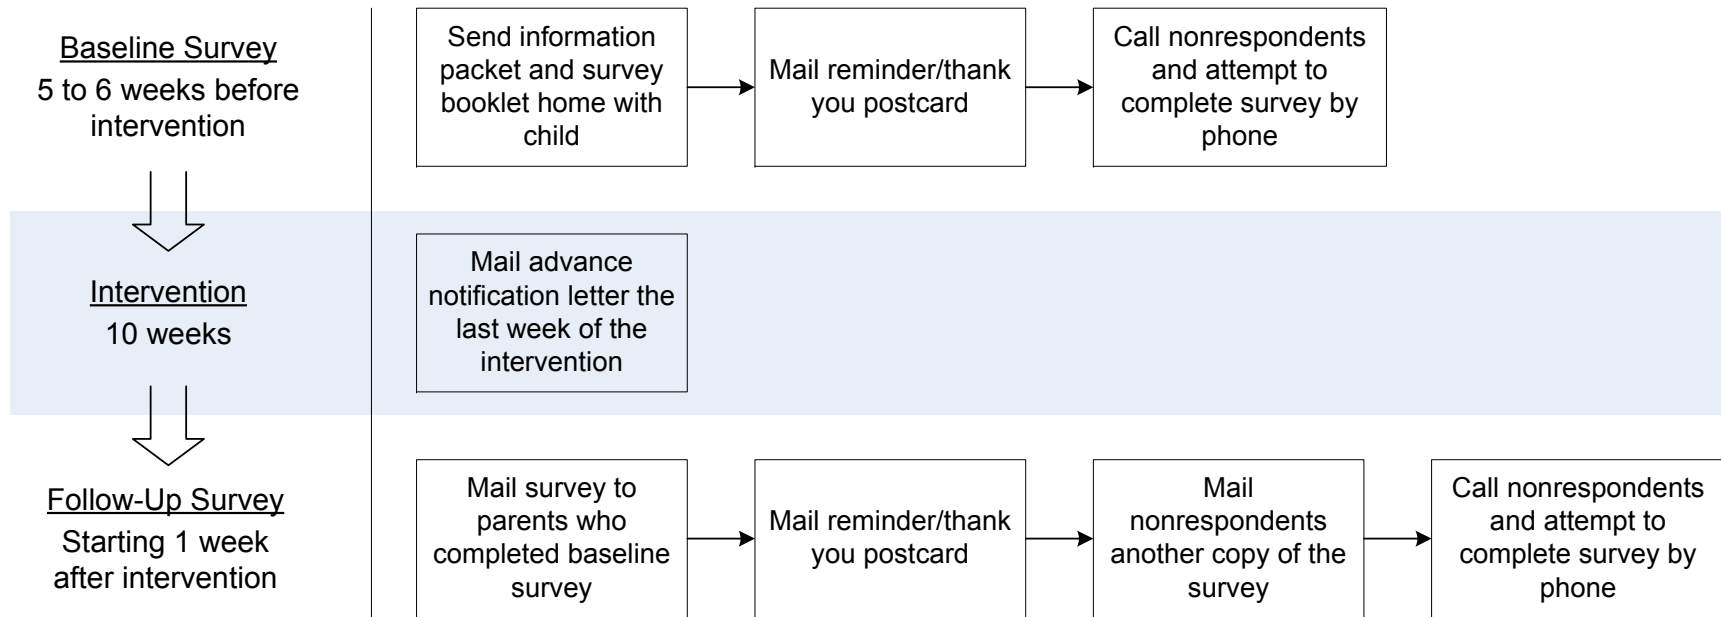 Baseline Survey
5 to 6 weeks before
intervention
Send information
packet and survey
booklet home with
child
Mail reminder/thank
you postcard
Call nonrespondents
and attempt to
complete survey by
phone
Intervention
10 weeks
Mail advance
notification letter the
last week of the
intervention
Follow-Up Survey
Starting 1 week
after intervention
Mail survey to
parents who
completed baseline
survey
Mail reminder/thank
you postcard
Mail
nonrespondents
another copy of the
survey
Call nonrespondents
and attempt to
complete survey by
phone